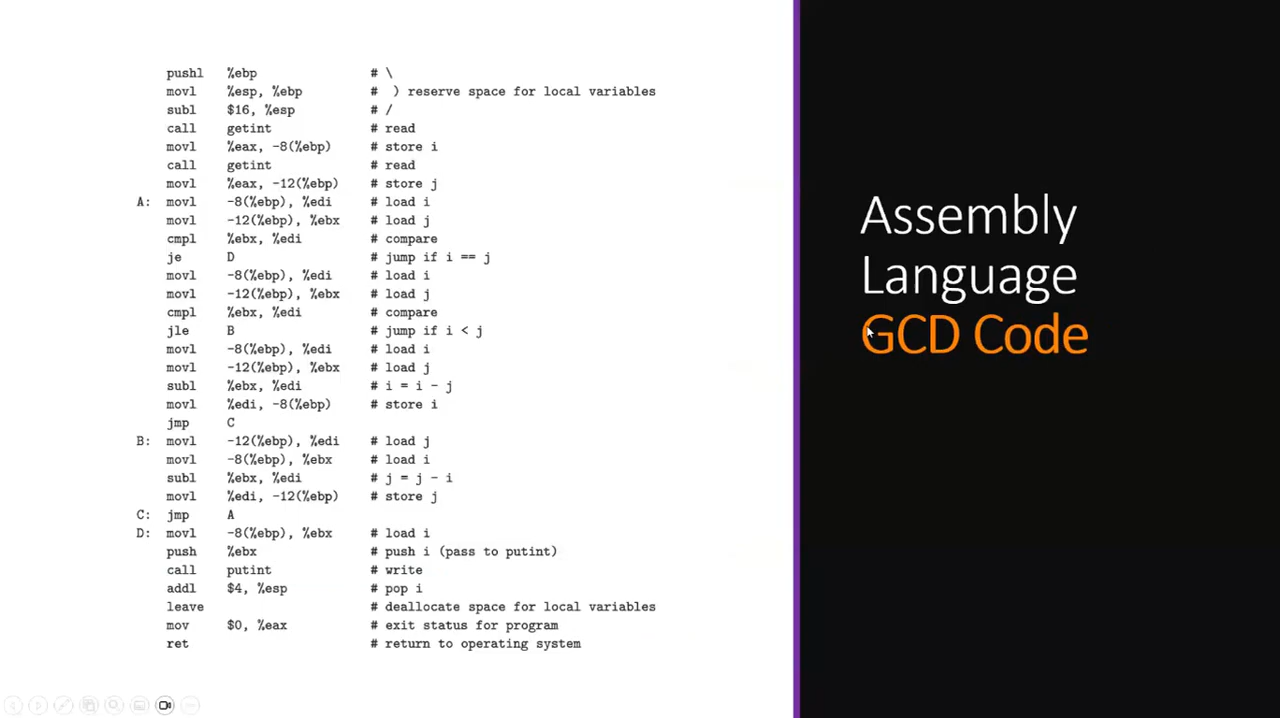 pushl %ebp # \
movl %esp, %ebp # ) reserve space for local variables
subl $16, %esp # /
call getint # read
movl %eax, -8(%ebp) # store i
call getint # read
movl %eax, -12(%ebp) # store j
A: movl -8(%ebp), %edi # load i
movl -12(%ebp), %ebx # load j
cmpl %ebx, %edi # compare
je D # jump if i == j
movl -8(%ebp), %edi # load i
movl -12(%ebp), %ebx # load j
cmpl %ebx, %edi # compare
jle B # jump if i < j
movl -8(%ebp), %edi # load i
movl -12(%ebp), %ebx # load j
subl %ebx, %edi # i = i - j
movl %edi, -8(%ebp) # store i
jmp C
B: movl -12(%ebp), %edi # load j
movl -8(%ebp), %ebx # load i
subl %ebx, %edi # j = j - i
movl %edi, -12(%ebp) # store j
C: jmp A
D: movl -8(%ebp), %ebx # load i
push %ebx # push i (pass to putint)
call putint # write
addl $4, %esp # pop i
leave # deallocate space for local variables
mov $0, %eax # exit status for program
ret # return to operating system
Assembly
Language
GCD Code